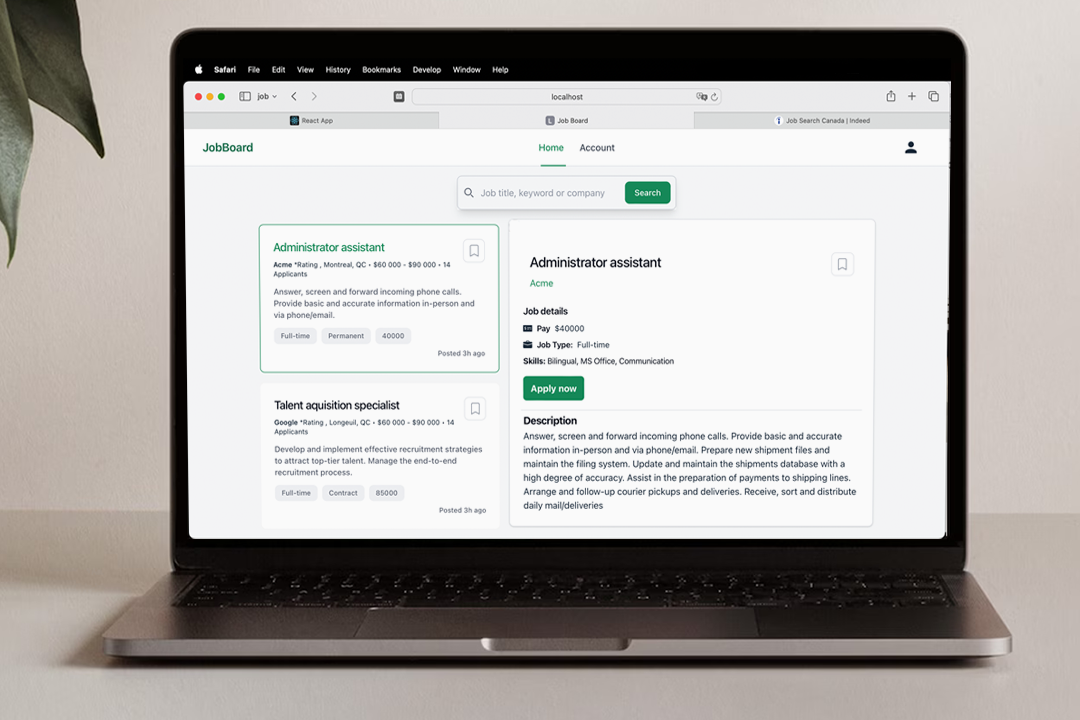 Safari File Edit View History Bookmarks Develop Window Help
job
localhost
React App
Job Board
Job Search Canada | Indeed
JobBoard
Home
Account
Job title, keyword or company
Search
Administrator assistant
Acme *Rating , Montreal, QC • $60 000 - $90 000 • 14
Applicants
Answer, screen and forward incoming phone calls.
Provide basic and accurate information in-person and
via phone/email.
Full-time
Permanent
40000
Posted 3h ago
Talent aquisition specialist
Google *Rating , Longeuil, QC • $60 000 - $90 000 • 14
Applicants
Develop and implement effective recruitment strategies
to attract top-tier talent. Manage the end-to-end
recruitment process.
Full-time
Contract
85000
Posted 3h ago
Administrator assistant
Acme
Job details
Pay $40000
Job Type: Full-time
Skills: Bilingual, MS Office, Communication
Apply now
Description
Answer, screen and forward incoming phone calls. Provide basic and accurate
information in-person and via phone/email. Prepare new shipment files and
maintain the filing system. Update and maintain the shipments database with a
high degree of accuracy. Assist in the preparation of payments to shipping lines.
Arrange and follow-up courier pickups and deliveries. Receive, sort and distribute
daily mail/deliveries